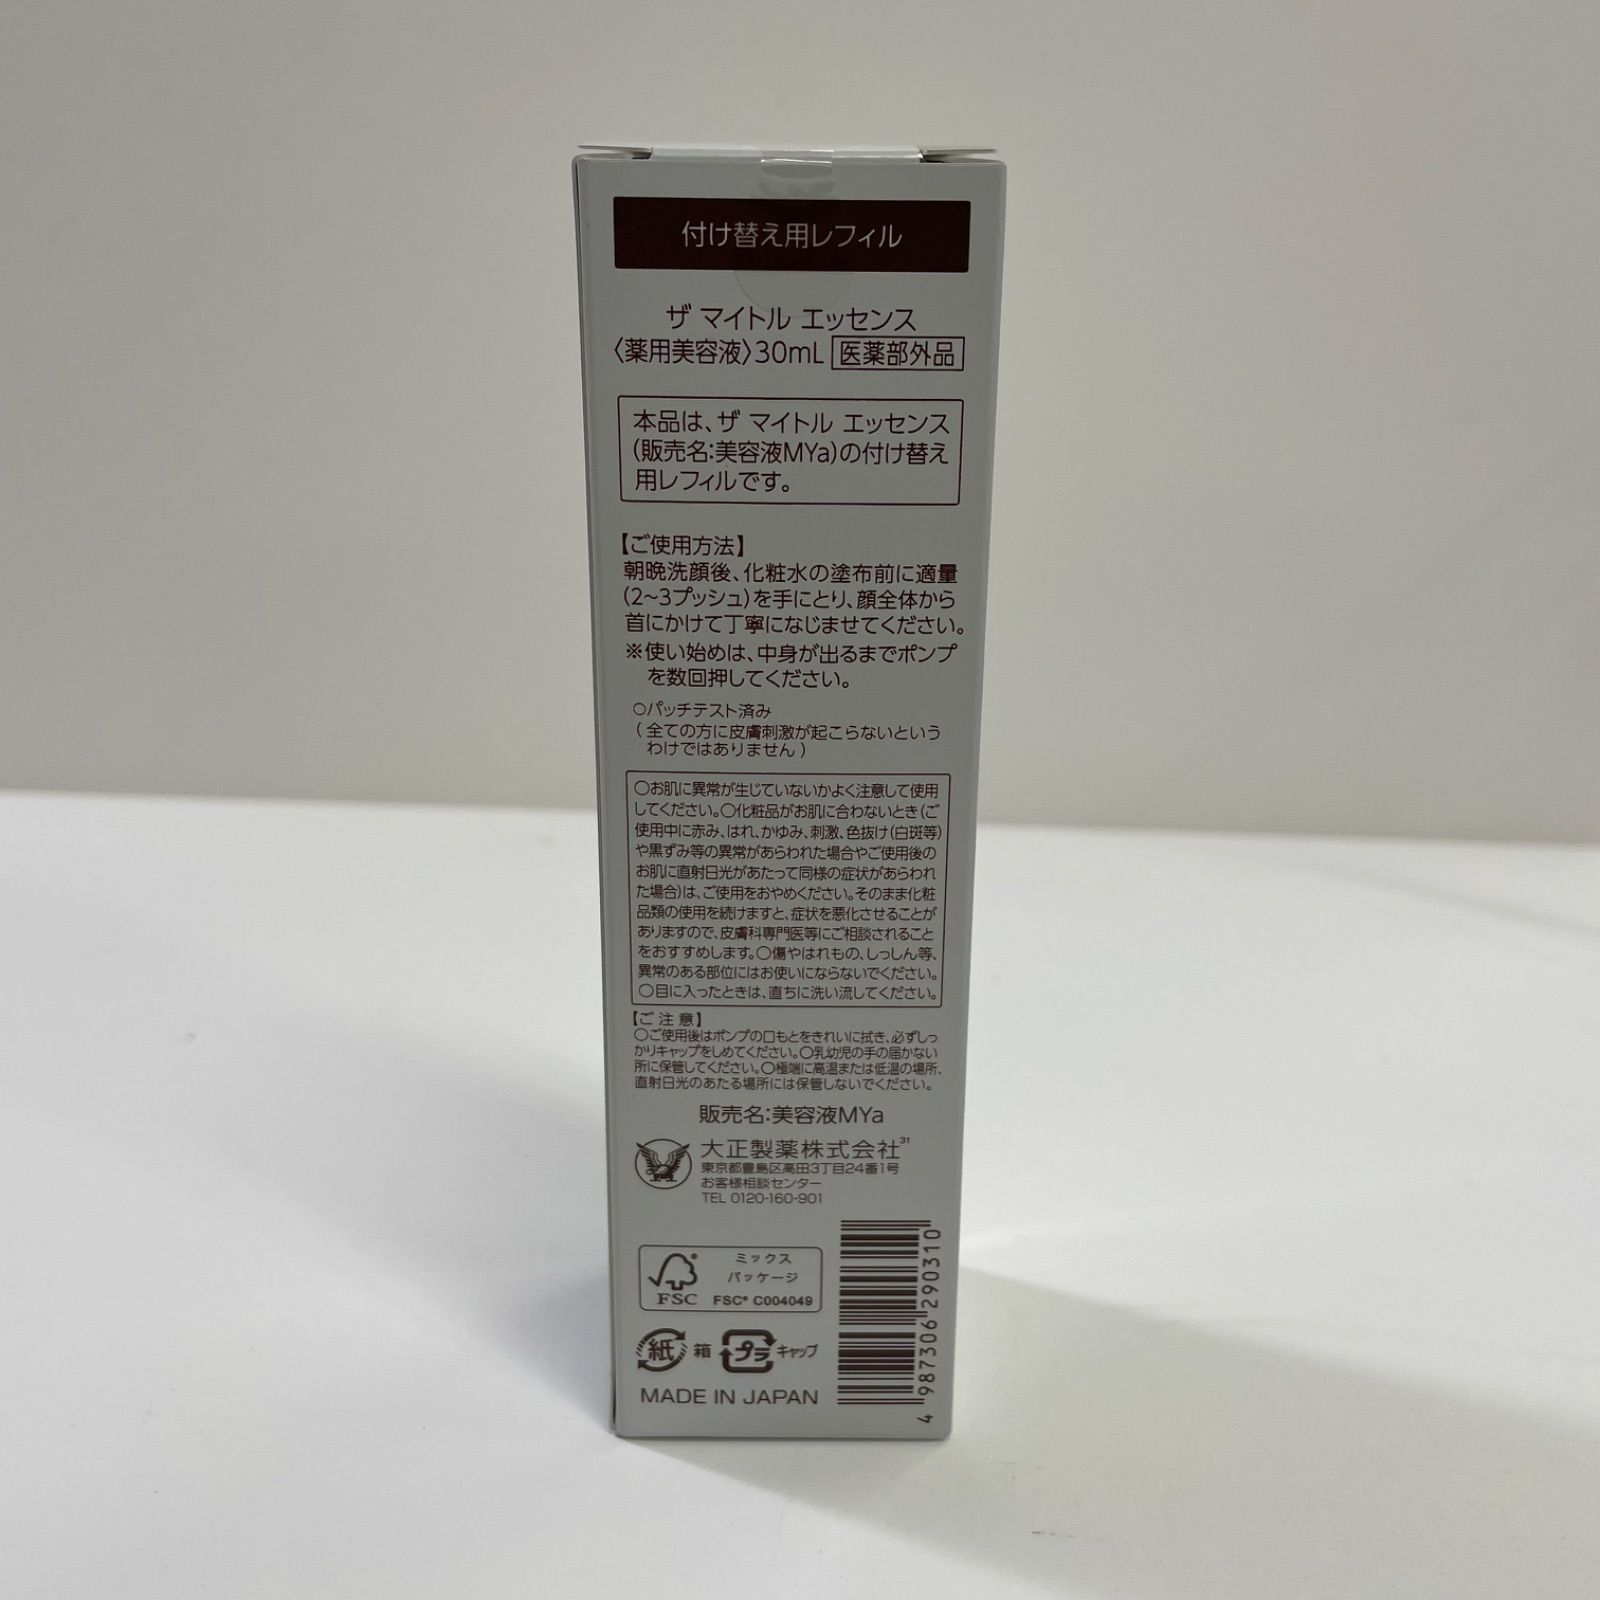 付け替え用レフィル
ザ マイトル エッセンス
〈薬用美容液〉30mL 医薬部外品
本品は、ザ マイトル エッセンス
(販売名:美容液MYa)の付け替え
用レフィルです。
【ご使用方法】
朝晩洗顔後、化粧水の塗布前に適量
(2~3プッシュ)を手にとり、顔全体から
首にかけて丁寧になじませてください。
※使い始めは、中身が出るまでポンプ
を数回押してください。
○パッチテスト済み
(全ての方に皮膚刺激が起こらないという
わけではありません)
○お肌に異常が生じていないかよく注意して使用
してください。○化粧品がお肌に合わないとき(ご
使用中に赤み、はれ、かゆみ、刺激、色抜け(白斑等)
や黒ずみ等の異常があらわれた場合やご使用後の
お肌に直射日光があたって同様の症状があらわれ
た場合)は、ご使用をおやめください。そのまま化粧
品類の使用を続けますと、症状を悪化させることが
ありますので、皮膚科専門医等にご相談されること
をおすすめします。○傷やはれもの、しっしん等、
異常のある部位にはお使いにならないでください。
○目に入ったときは、直ちに洗い流してください。
【ご注意】
○ご使用後はポンプの口もとをきれいに拭き、必ずしっ
かりキャップをしめてください。○乳幼児の手の届かない
所に保管してください。○極端に高温または低温の場所、
直射日光のあたる場所には保管しないでください。
販売名:美容液MYa
大正製薬株式会社31
東京都豊島区高田3丁目24番1号
お客様相談センター
TEL 0120-160-901
ミックス
パッケージ
FSC FSC® C004049
紙 箱 プラ キャップ
MADE IN JAPAN
4 987306 290310